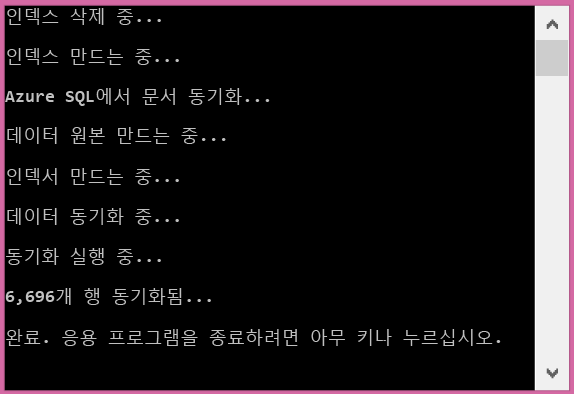 인덱스 삭제 중...
인덱스 만드는 중...
Azure SQL에서 문서 동기화...
데이터 원본 만드는 중...
인덱서 만드는 중...
데이터 동기화 중...
동기화 실행 중...
6,696개 행 동기화됨...
완료. 응용 프로그램을 종료하려면 아무 키나 누르십시오.